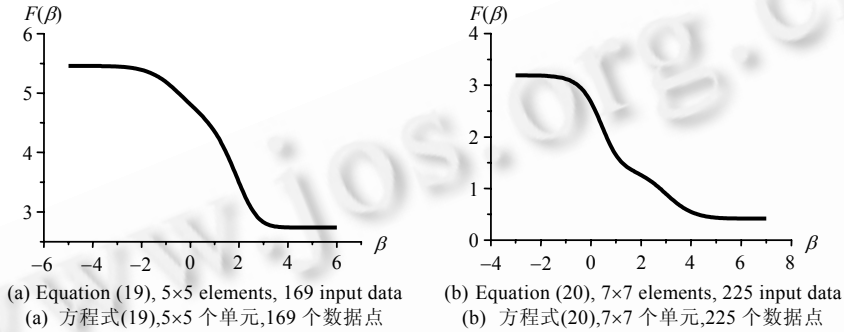 F(β)
6
5
4
3
−6 −4 −2 0 2 4 6 β
(a) Equation (19), 5×5 elements, 169 input data
(a) 方程式(19),5×5 个单元,169 个数据点
F(β)
4
3
2
1
0
−4 −2 0 2 4 6 8 β
(b) Equation (20), 7×7 elements, 225 input data
(b) 方程式(20),7×7 个单元,225 个数据点
www.jos.org.c